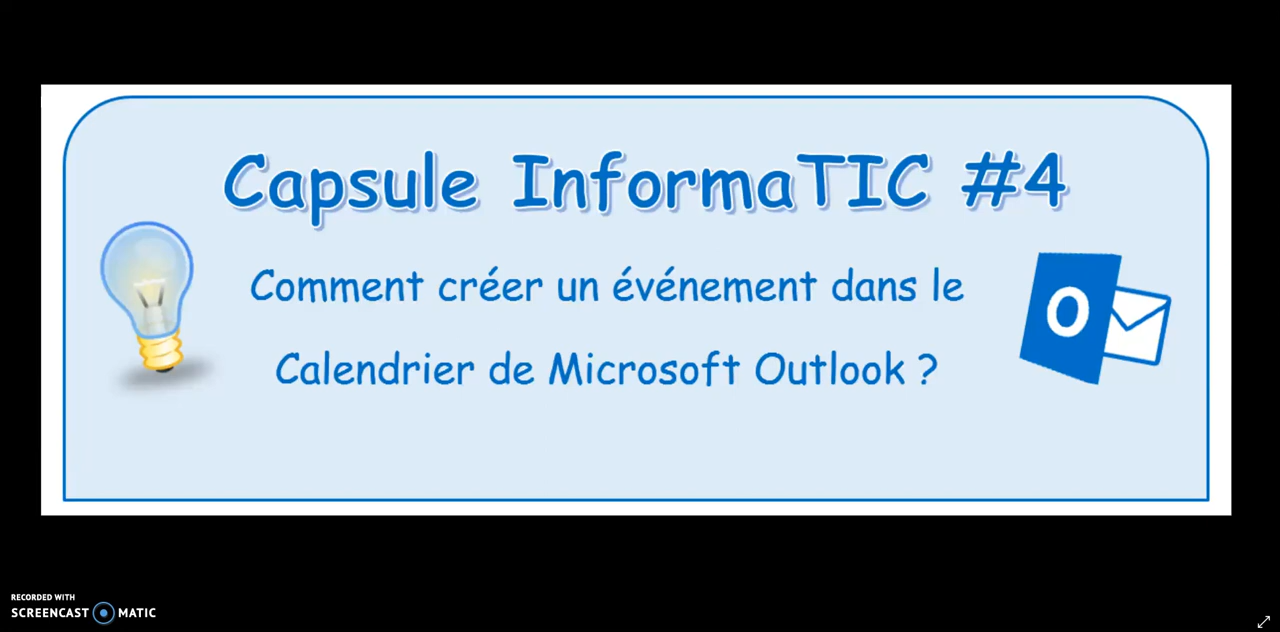 Capsule InformaTIC #4
Comment créer un événement dans le
Calendrier de Microsoft Outlook ?
O
RECORDED WITH
SCREENCAST MATIC